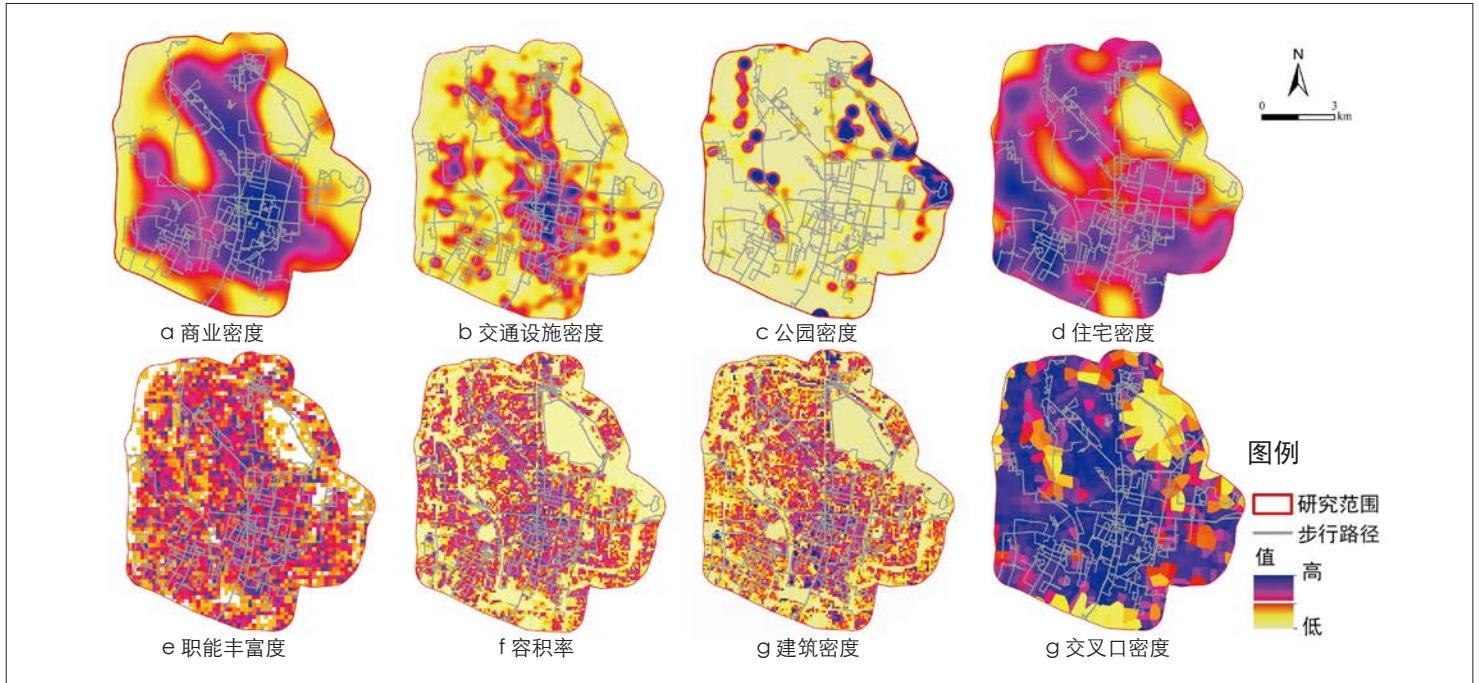 N
0 3
km
a 商业密度
b 交通设施密度
c 公园密度
d 住宅密度
图例
研究范围
步行路径
值
高
低
e 职能丰富度
f 容积率
g 建筑密度
g 交叉口密度